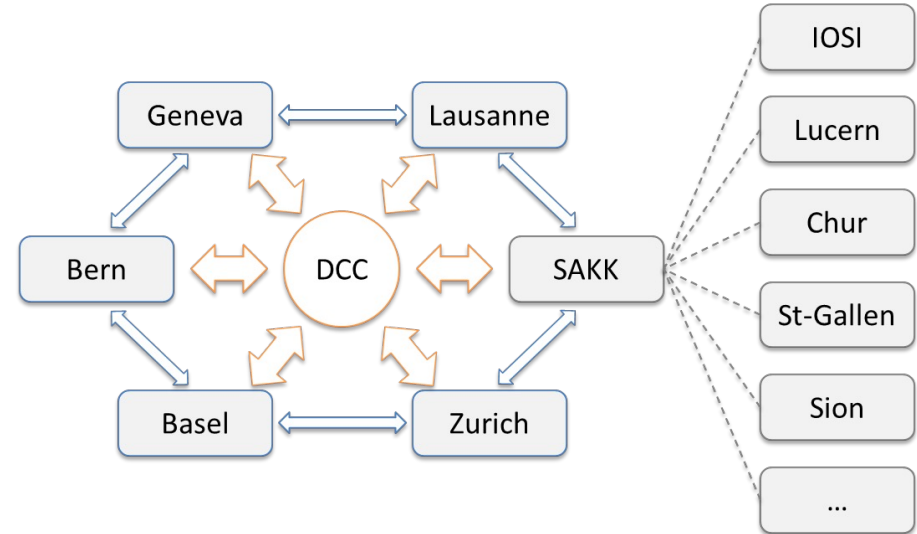 IOSI
Geneva
Lausanne
Lucern
Chur
Bern
DCC
SAKK
St-Gallen
Basel
Zurich
Sion
...